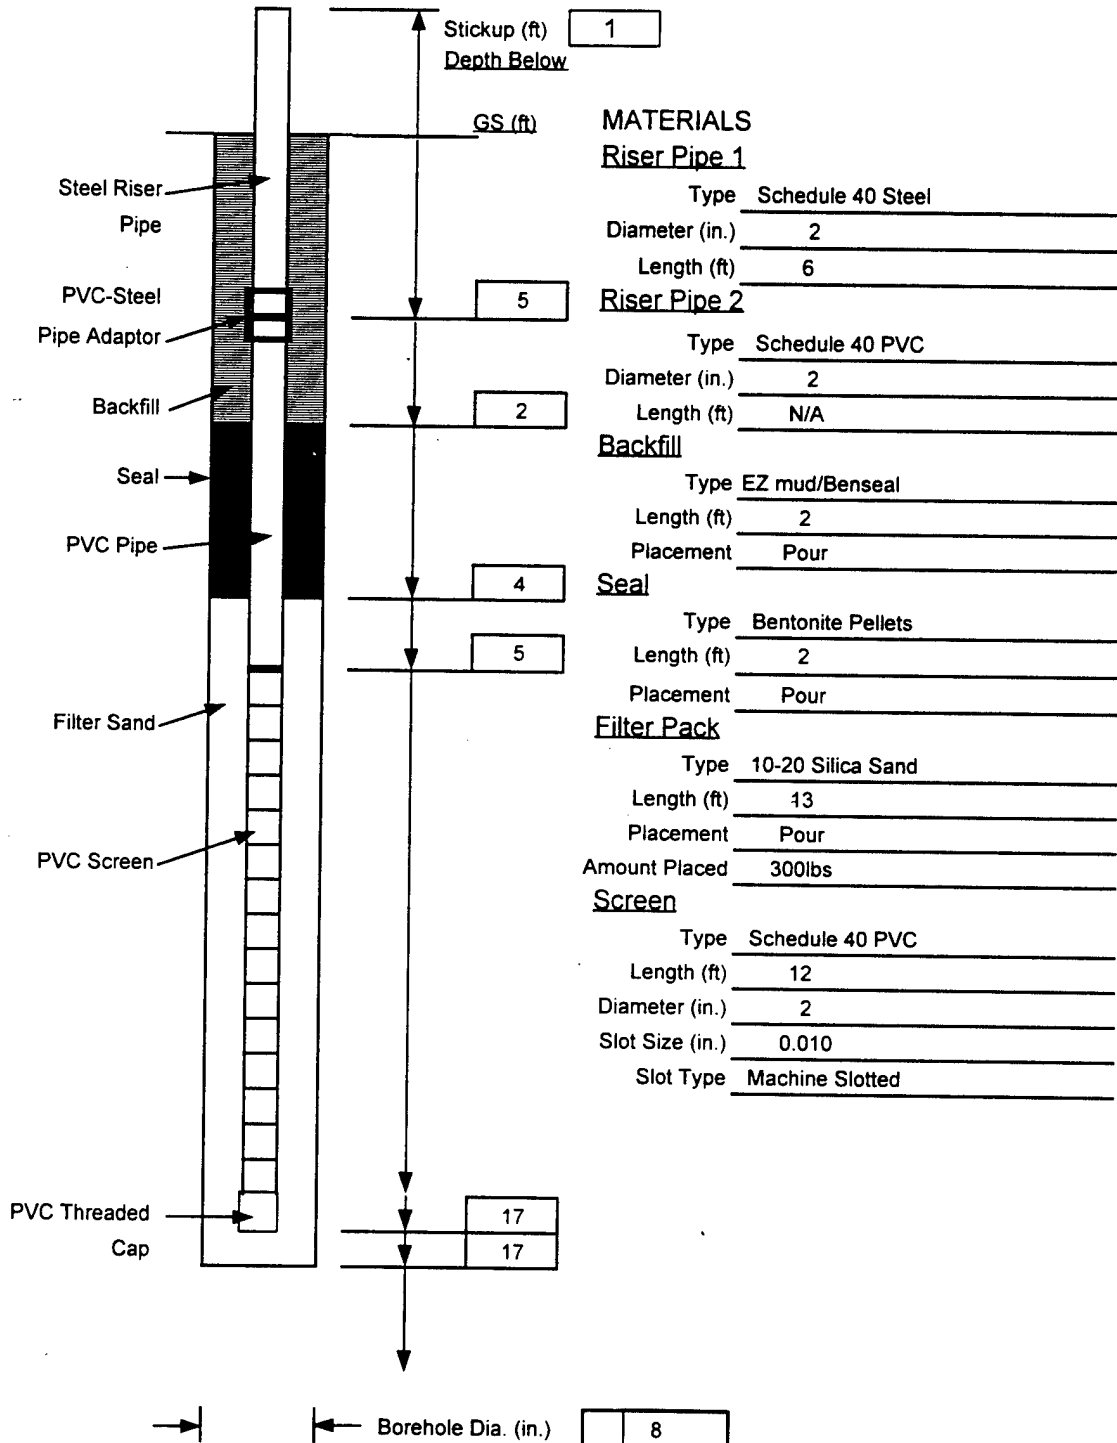 Stickup (ft) 1
Depth Below
GS (ft)
Steel Riser
Pipe
PVC-Steel
Pipe Adaptor
5
Backfill
2
Seal
PVC Pipe
4
5
Filter Sand
PVC Screen
PVC Threaded
Cap
17
17
Borehole Dia. (in.) 8
MATERIALS
Riser Pipe 1
Type Schedule 40 Steel
Diameter (in.) 2
Length (ft) 6
Riser Pipe 2
Type Schedule 40 PVC
Diameter (in.) 2
Length (ft) N/A
Backfill
Type EZ mud/Benseal
Length (ft) 2
Placement Pour
Seal
Type Bentonite Pellets
Length (ft) 2
Placement Pour
Filter Pack
Type 10-20 Silica Sand
Length (ft) 13
Placement Pour
Amount Placed 300lbs
Screen
Type Schedule 40 PVC
Length (ft) 12
Diameter (in.) 2
Slot Size (in.) 0.010
Slot Type Machine Slotted